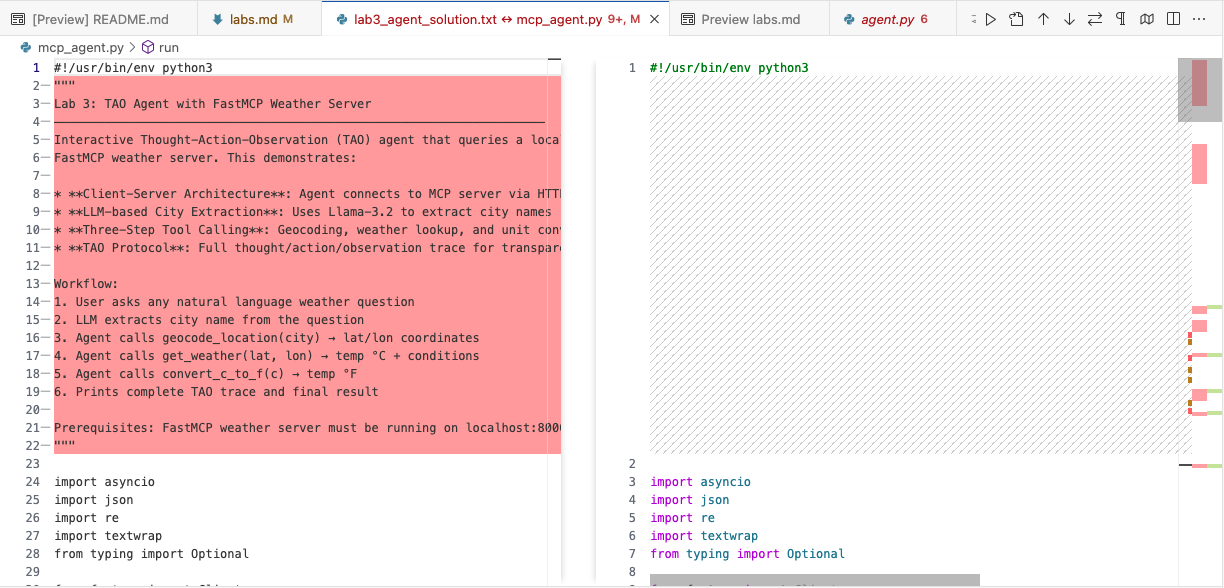 [Preview] README.md
labs.md M
lab3_agent_solution.txt ↔ mcp_agent.py 9+, M
Preview labs.md
agent.py 6
mcp_agent.py > run
1 #!/usr/bin/env python3
2 """
3 Lab 3: TAO Agent with FastMCP Weather Server
4 ────────────────────────────────
5 Interactive Thought-Action-Observation (TAO) agent that queries a
6 FastMCP weather server. This demonstrates:
7
8 * **Client-Server Architecture**: Agent connects to MCP server via
9 * **LLM-based City Extraction**: Uses Llama-3.2 to extract city names
10 * **Three-Step Tool Calling**: Geocoding, weather lookup, and unit
11 * **TAO Protocol**: Full thought/action/observation trace for
12
13 Workflow:
14 1. User asks any natural language weather question
15 2. LLM extracts city name from the question
16 3. Agent calls geocode_location(city) → lat/lon coordinates
17 4. Agent calls get_weather(lat, lon) → temp °C + conditions
18 5. Agent calls convert_c_to_f(c) → temp °F
19 6. Prints complete TAO trace and final result
20
21 Prerequisites: FastMCP weather server must be running on
22 """
23
24 import asyncio
25 import json
26 import re
27 import textwrap
28 from typing import Optional
29
1 #!/usr/bin/env python3
2
3 import asyncio
4 import json
5 import re
6 import textwrap
7 from typing import Optional
8